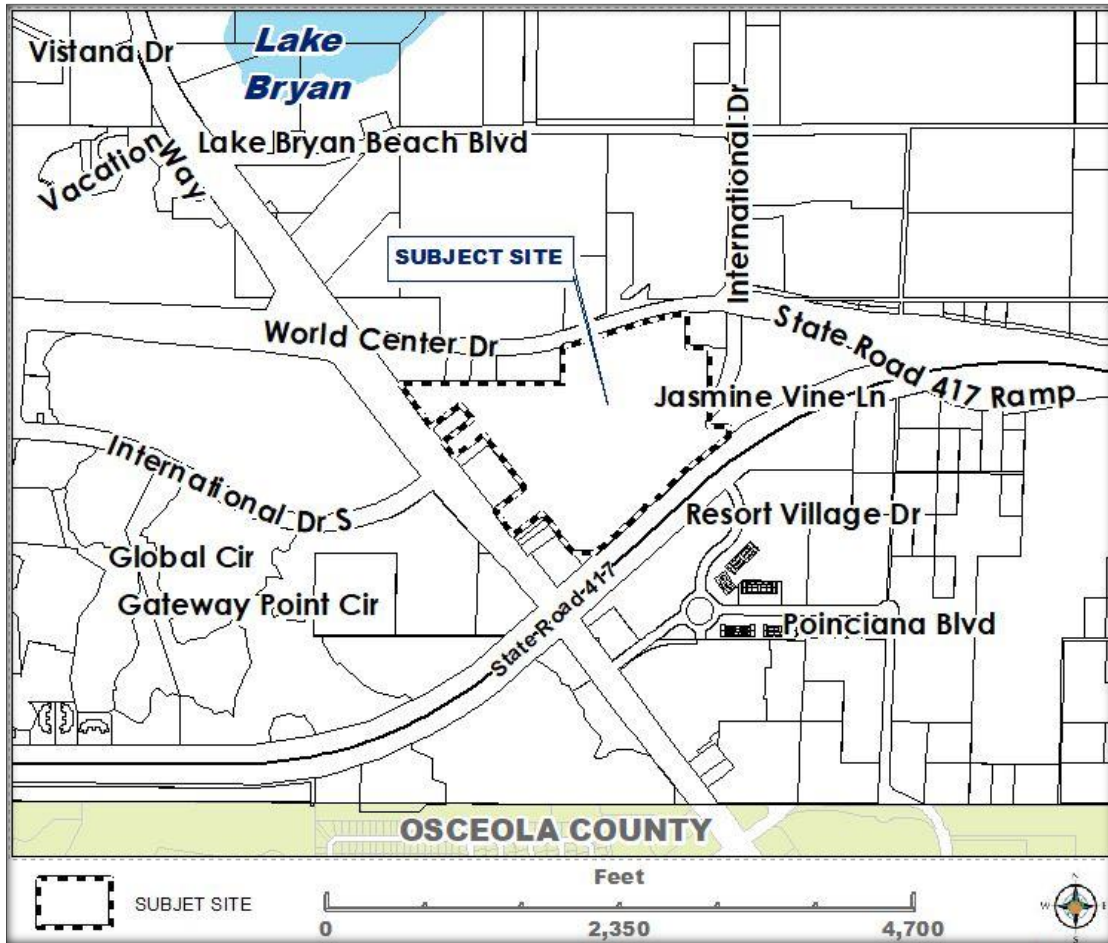 Vistana Dr
Lake
Bryan
Vacation Way
Lake Bryan Beach Blvd
International Dr
SUBJECT SITE
World Center Dr
State Road 417 Ramp
Jasmine Vine Ln
International Dr S
Resort Village Dr
Global Cir
Gateway Point Cir
Poinciana Blvd
State Road 417
OSCEOLA COUNTY
SUBJET SITE
Feet
0 2,350 4,700
N
W E
S